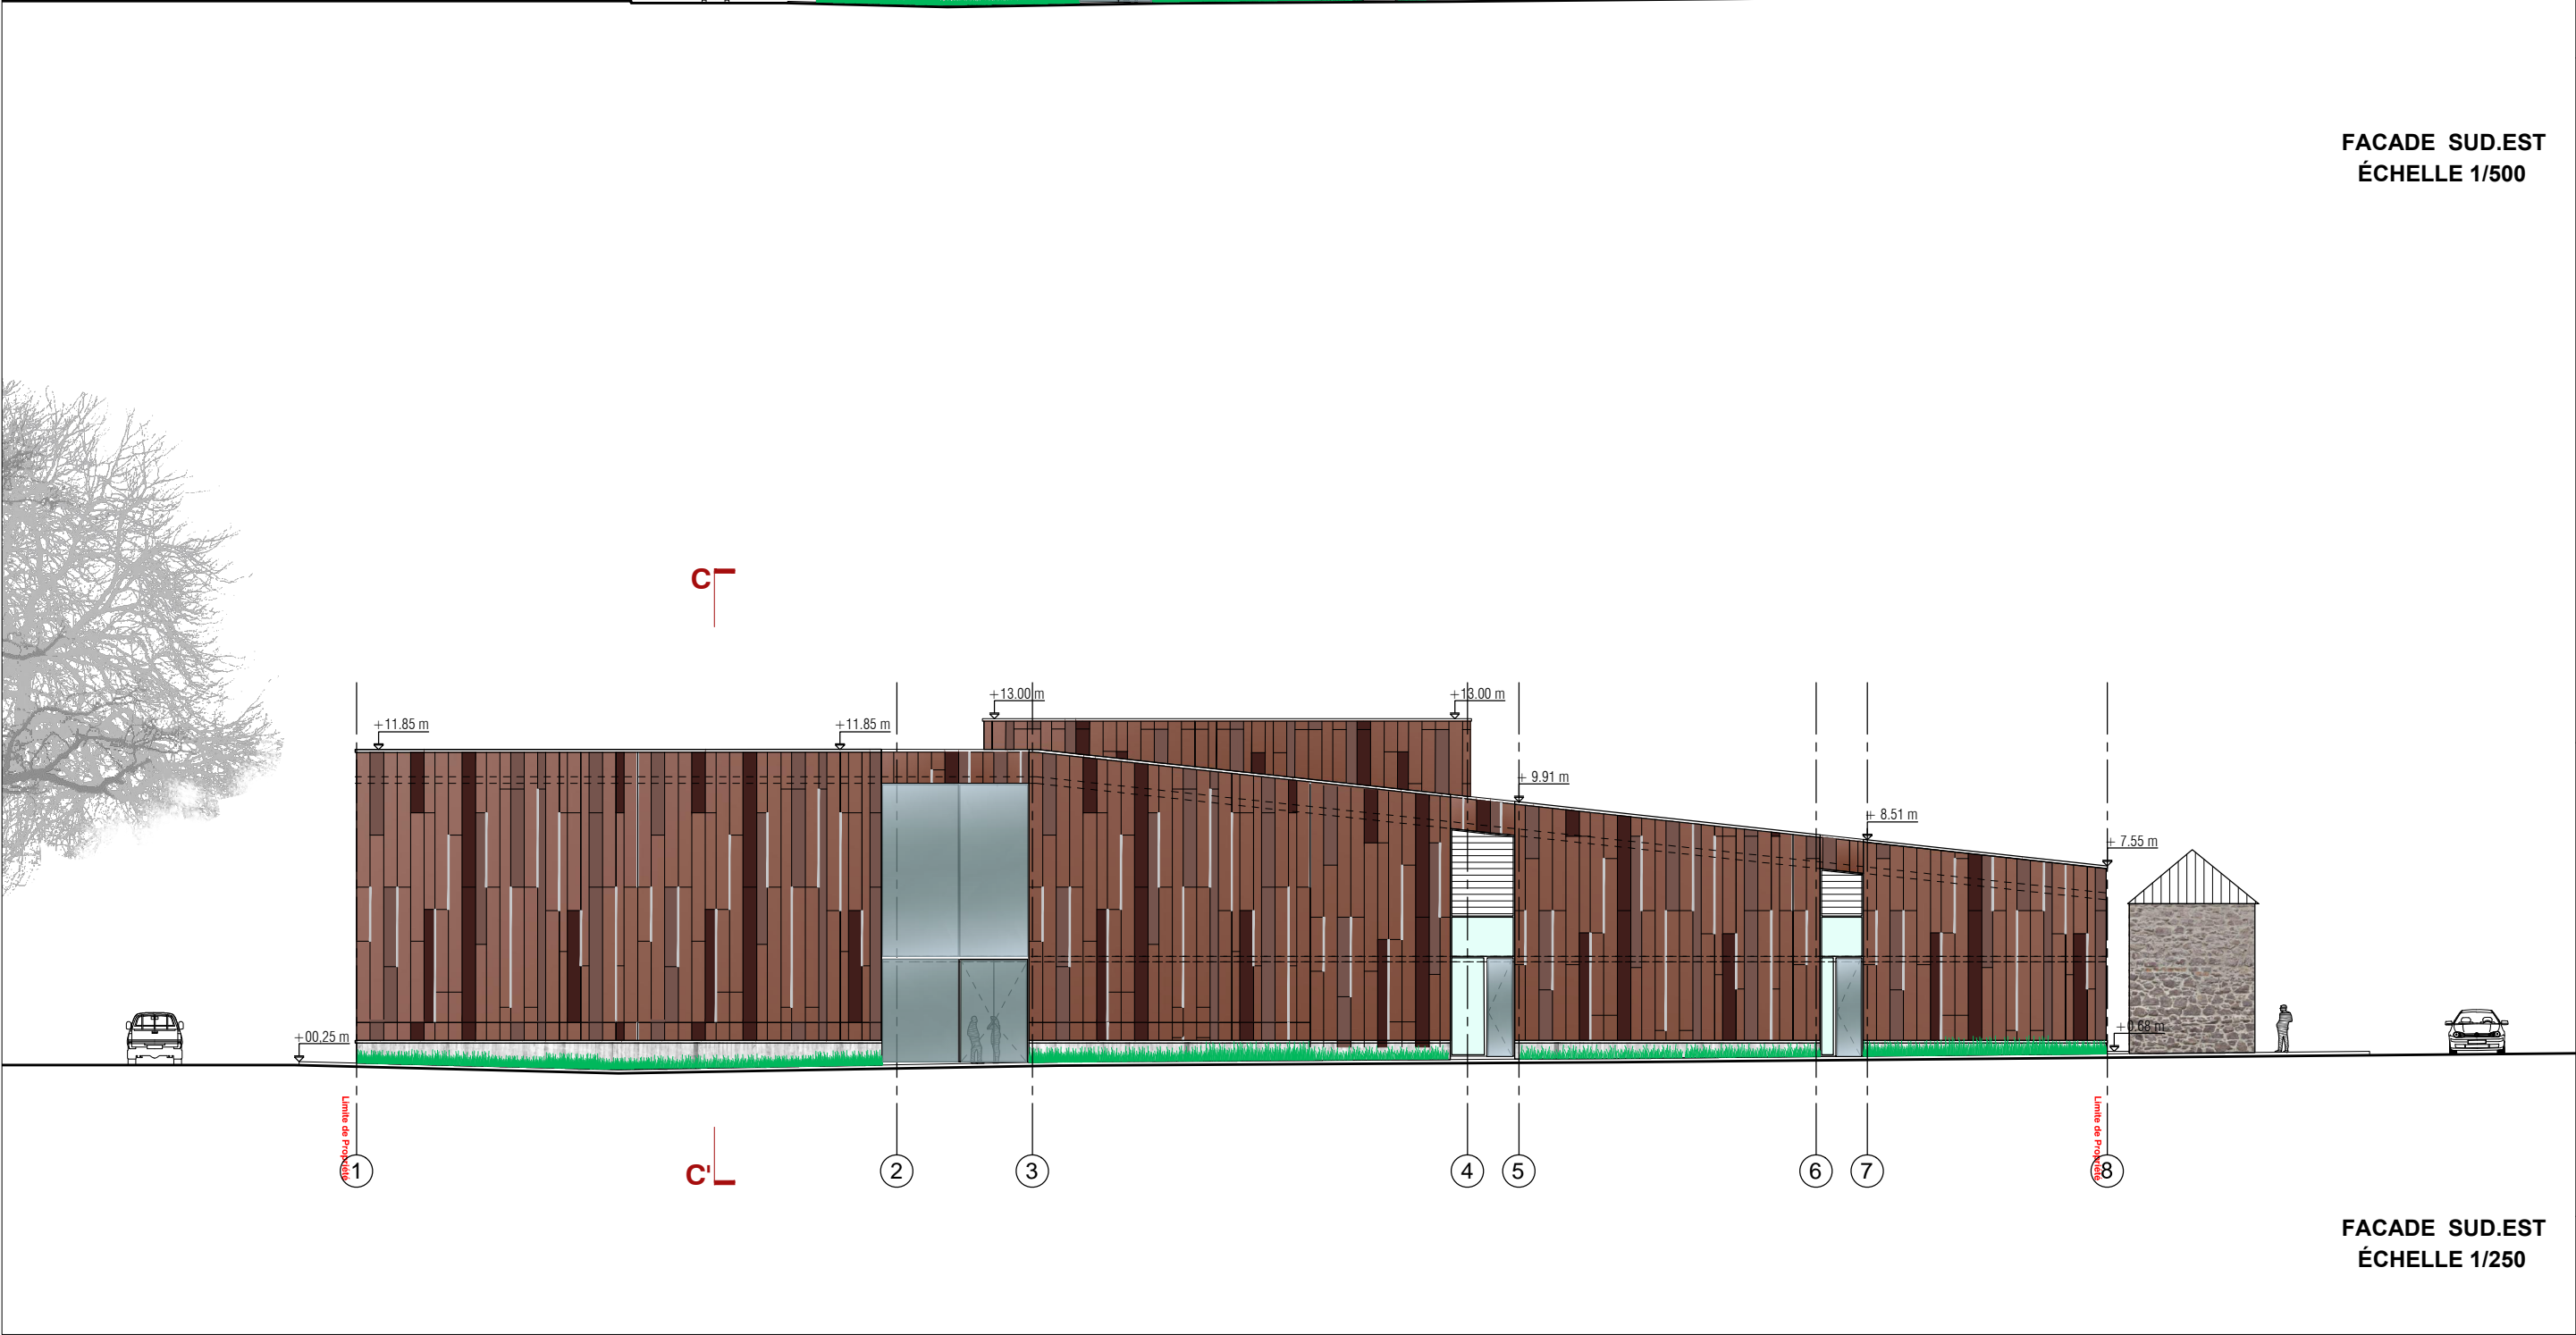 FACADE SUD.EST
ÉCHELLE 1/500
C
+13.00 m
+13.00 m
+11.85 m
+11.85 m
+ 9.91 m
+ 8.51 m
+ 7.55 m
+00.25 m
+0.68 m
Limite de Propriété
Limite de Propriété
C'
1
2
3
4
5
6
7
8
FACADE SUD.EST
ÉCHELLE 1/250